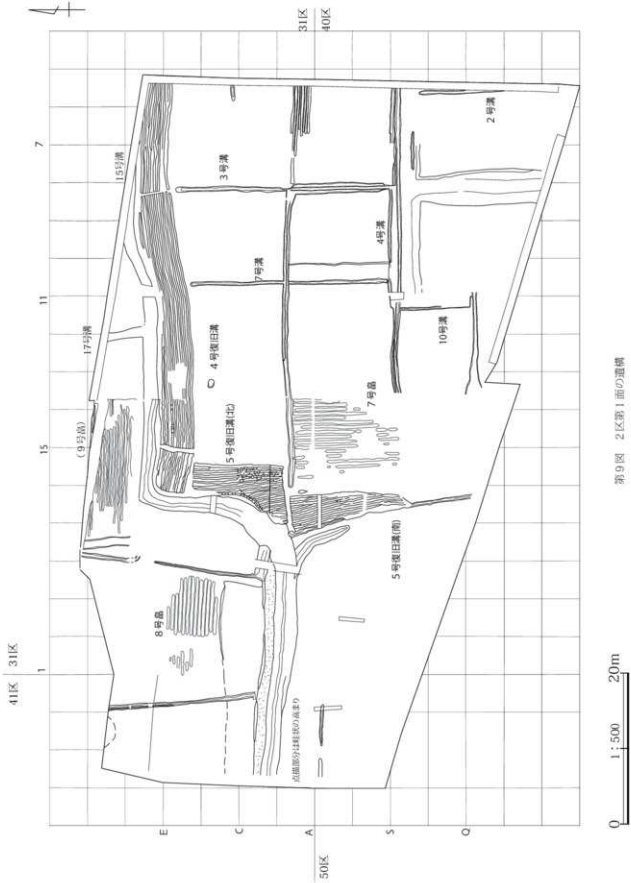 41区 31区
1
15
11
7
31区
40区
50区
E
C
A
S
Q
15号溝
17号溝
(9号畠)
3号溝
7号溝
4号溝
2号溝
10号溝
4号復旧溝
5号復旧溝(北)
5号復旧溝(南)
7号畠
8号畠
点描部分は畦状の高まり
0 1:500 20m
第9図 2区第1面の遺構